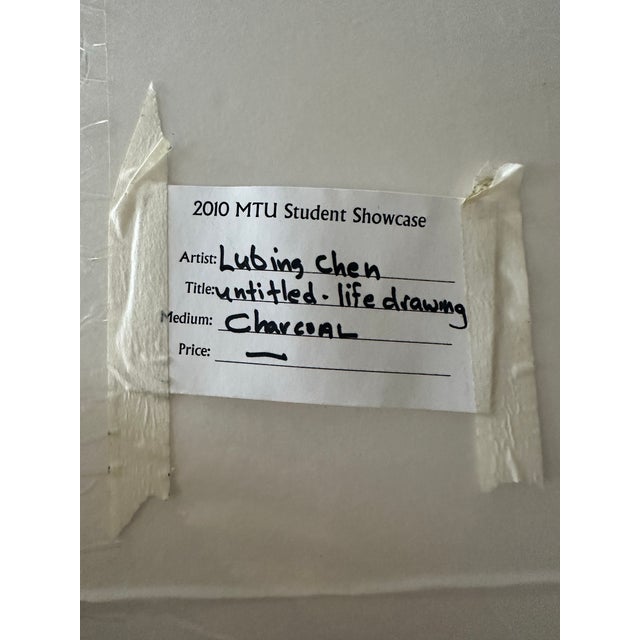 2010 MTU Student Showcase
Artist: Lubing Chen
Title: untitled - life drawing
Medium: Charcoal
Price: —